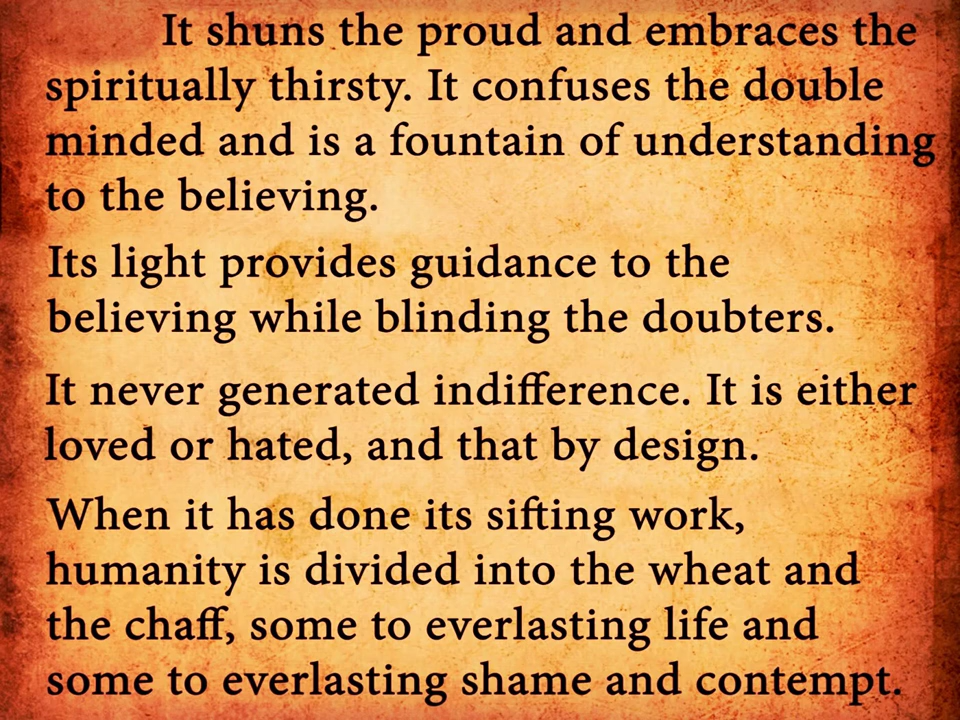 It shuns the proud and embraces the
spiritually thirsty. It confuses the double
minded and is a fountain of understanding
to the believing.
Its light provides guidance to the
believing while blinding the doubters.
It never generated indifference. It is either
loved or hated, and that by design.
When it has done its sifting work,
humanity is divided into the wheat and
the chaff, some to everlasting life and
some to everlasting shame and contempt.